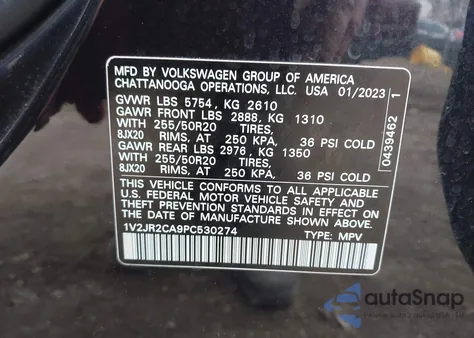 MFD BY VOLKSWAGEN GROUP OF AMERICA
CHATTANOOGA OPERATIONS, LLC. USA 01/2023
GVWR LBS 5754, KG 2610
GAWR FRONT LBS 2888, KG 1310
WITH 255/50R20 TIRES,
8JX20 RIMS, AT 250 KPA, 36 PSI COLD
GAWR REAR LBS 2976, KG 1350
WITH 255/50R20 TIRES,
8JX20 RIMS, AT 250 KPA, 36 PSI COLD
THIS VEHICLE CONFORMS TO ALL APPLICABLE
U.S. FEDERAL MOTOR VEHICLE SAFETY AND
THEFT PREVENTION STANDARDS IN EFFECT ON
THE DATE OF MANUFACTURE SHOWN ABOVE.
1V2JR2CA9PC530274 TYPE: MPV
0439462 1
autoSnap